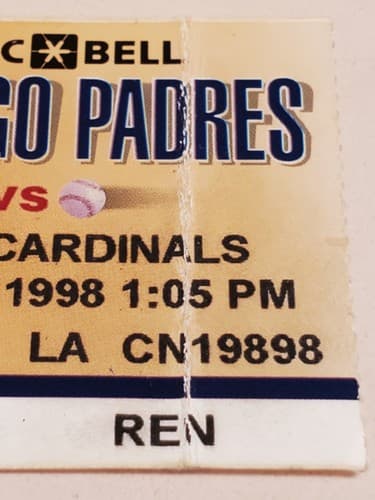 C BELL
GO PADRES
vs
CARDINALS
1998 1:05 PM
LA CN19898
REN